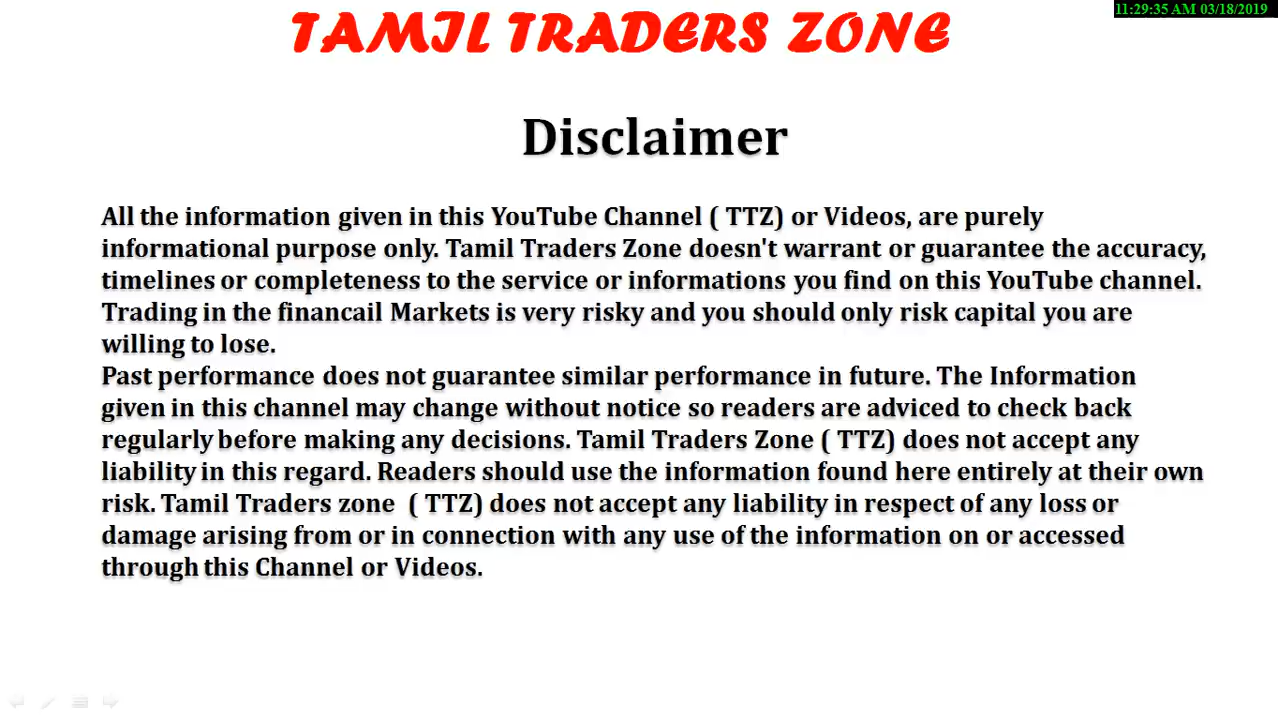 11:29:35 AM 03/18/2019
TAMIL TRADERS ZONE
Disclaimer
All the information given in this YouTube Channel ( TTZ) or Videos, are purely
informational purpose only. Tamil Traders Zone doesn't warrant or guarantee the accuracy,
timelines or completeness to the service or informations you find on this YouTube channel.
Trading in the financail Markets is very risky and you should only risk capital you are
willing to lose.
Past performance does not guarantee similar performance in future. The Information
given in this channel may change without notice so readers are adviced to check back
regularly before making any decisions. Tamil Traders Zone ( TTZ) does not accept any
liability in this regard. Readers should use the information found here entirely at their own
risk. Tamil Traders zone  ( TTZ) does not accept any liability in respect of any loss or
damage arising from or in connection with any use of the information on or accessed
through this Channel or Videos.